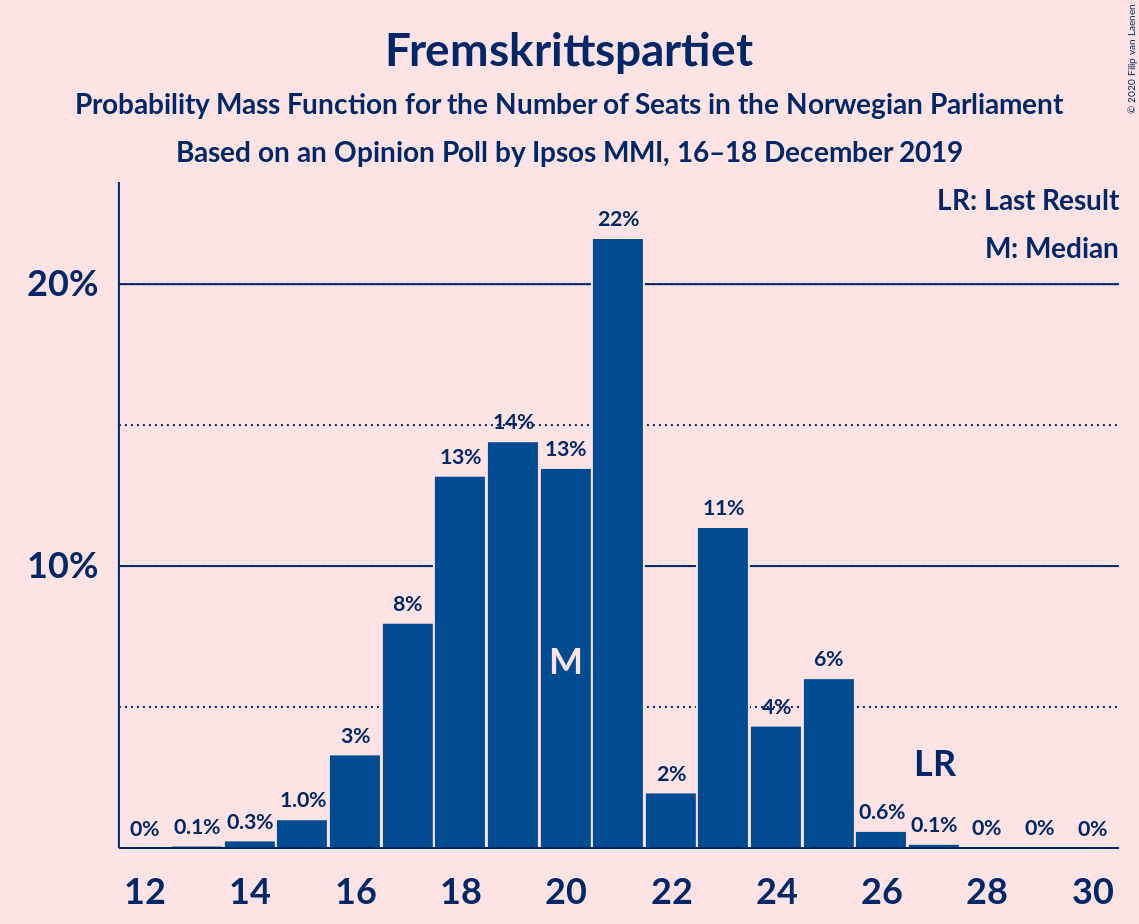 Fremskrittspartiet
Probability Mass Function for the Number of Seats in the Norwegian Parliament
Based on an Opinion Poll by Ipsos MMI, 16–18 December 2019
© 2020 Filip van Laenen
LR: Last Result
M: Median
20%
10%
0%
0.1%
0.3%
1.0%
3%
8%
13%
14%
13%
22%
2%
11%
4%
6%
0.6%
0.1%
0%
0%
0%
M
LR
12 14 16 18 20 22 24 26 28 30